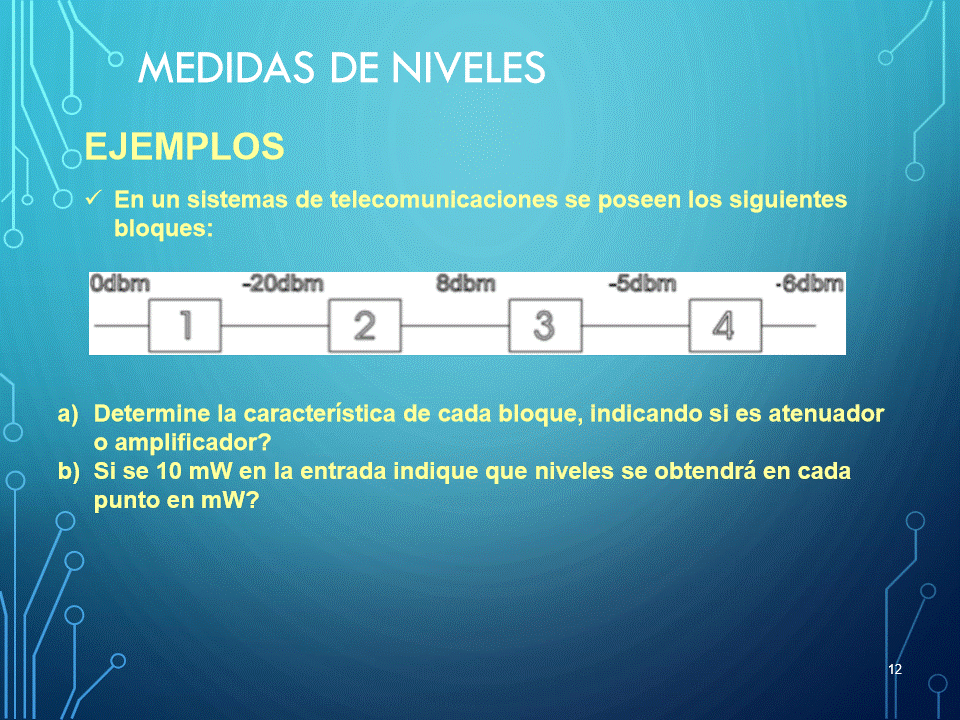 MEDIDAS DE NIVELES
EJEMPLOS
✓ En un sistemas de telecomunicaciones se poseen los siguientes
bloques:
0dbm -20dbm 8dbm -5dbm -6dbm
1 2 3 4
a) Determine la característica de cada bloque, indicando si es atenuador
o amplificador?
b) Si se 10 mW en la entrada indique que niveles se obtendrá en cada
punto en mW?
12